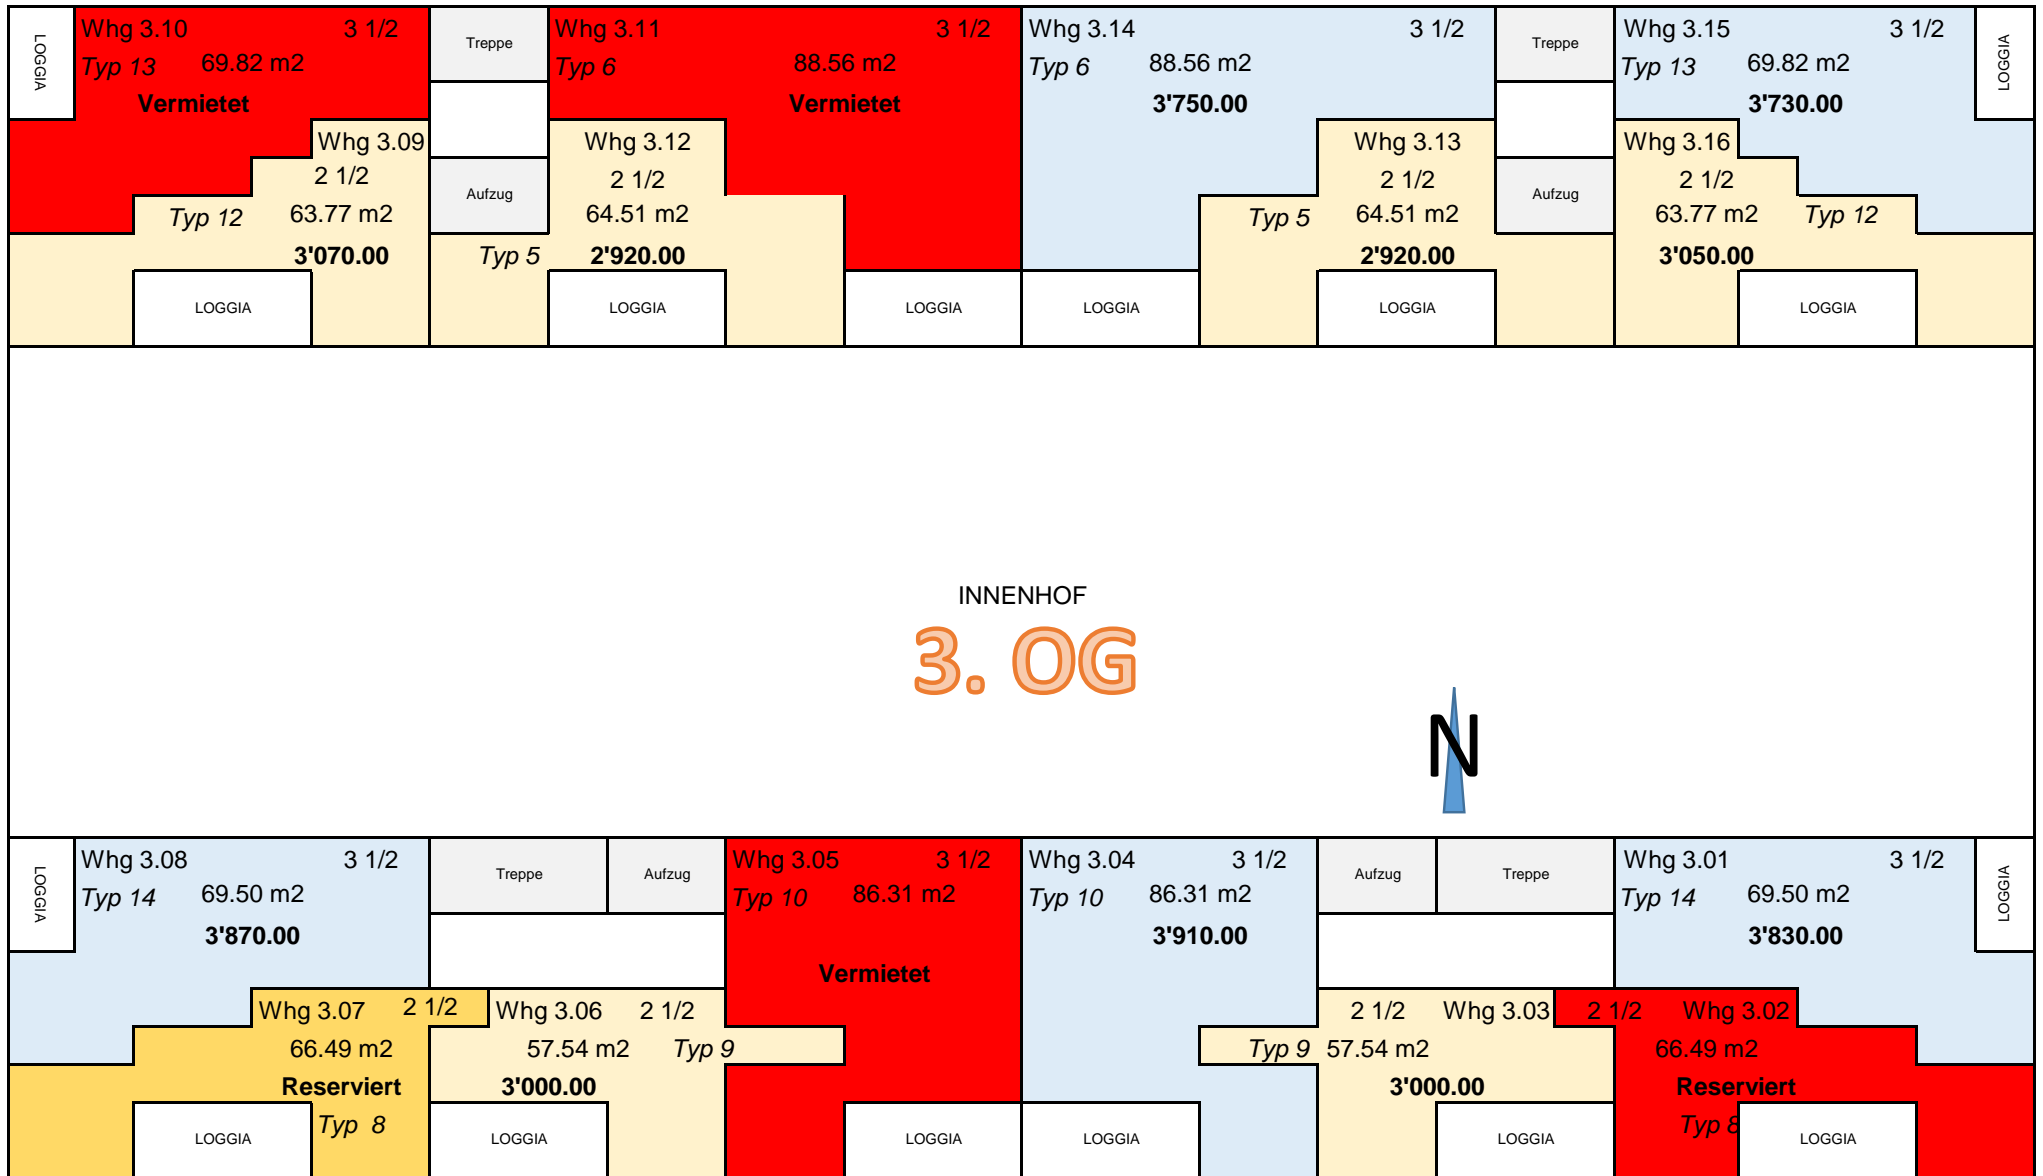 LOGGIA
Whg 3.10 3 1/2
Typ 13 69.82 m2
Vermietet
Treppe
Whg 3.11 3 1/2
Typ 6 88.56 m2
Vermietet
Whg 3.14 3 1/2
Typ 6 88.56 m2
3'750.00
Treppe
Whg 3.15 3 1/2
Typ 13 69.82 m2
3'730.00
LOGGIA
Whg 3.09
2 1/2
Typ 12 63.77 m2
3'070.00
LOGGIA
Aufzug
Whg 3.12
2 1/2
64.51 m2
Typ 5 2'920.00
LOGGIA
LOGGIA
LOGGIA
Whg 3.13
2 1/2
Typ 5 64.51 m2
2'920.00
LOGGIA
Aufzug
Whg 3.16
2 1/2
63.77 m2 Typ 12
3'050.00
LOGGIA
INNENHOF
3. OG
N
LOGGIA
Whg 3.08 3 1/2
Typ 14 69.50 m2
3'870.00
Treppe
Aufzug
Whg 3.05 3 1/2
Typ 10 86.31 m2
Vermietet
Whg 3.04 3 1/2
Typ 10 86.31 m2
3'910.00
Aufzug
Treppe
Whg 3.01 3 1/2
Typ 14 69.50 m2
3'830.00
LOGGIA
Whg 3.07 2 1/2
66.49 m2
Reserviert
Typ 8
LOGGIA
Whg 3.06 2 1/2
57.54 m2 Typ 9
3'000.00
LOGGIA
LOGGIA
LOGGIA
2 1/2 Whg 3.03
Typ 9 57.54 m2
3'000.00
LOGGIA
2 1/2 Whg 3.02
66.49 m2
Reserviert
Typ 8
LOGGIA